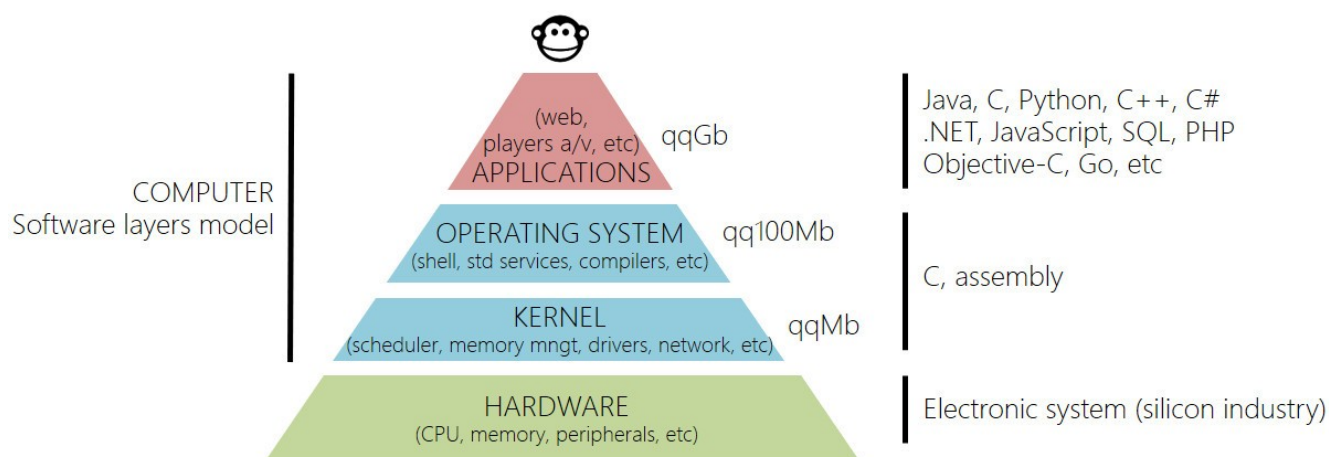 COMPUTER
Software layers model
(web,
players a/v, etc)
APPLICATIONS
qqGb
OPERATING SYSTEM
(shell, std services, compilers, etc)
qq100Mb
KERNEL
(scheduler, memory mngt, drivers, network, etc)
qqMb
HARDWARE
(CPU, memory, peripherals, etc)
Java, C, Python, C++, C#
.NET, JavaScript, SQL, PHP
Objective-C, Go, etc
C, assembly
Electronic system (silicon industry)